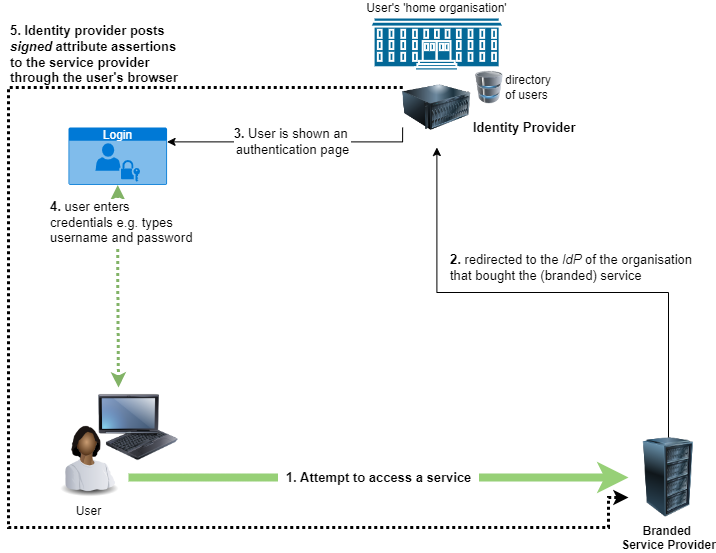 User's 'home organisation'
5. Identity provider posts
signed attribute assertions
to the service provider
through the user's browser
directory
of users
Identity Provider
Login
3. User is shown an
authentication page
4. user enters
credentials e.g. types
username and password
2. redirected to the IdP of the organisation
that bought the (branded) service
1. Attempt to access a service
User
Branded
Service Provider